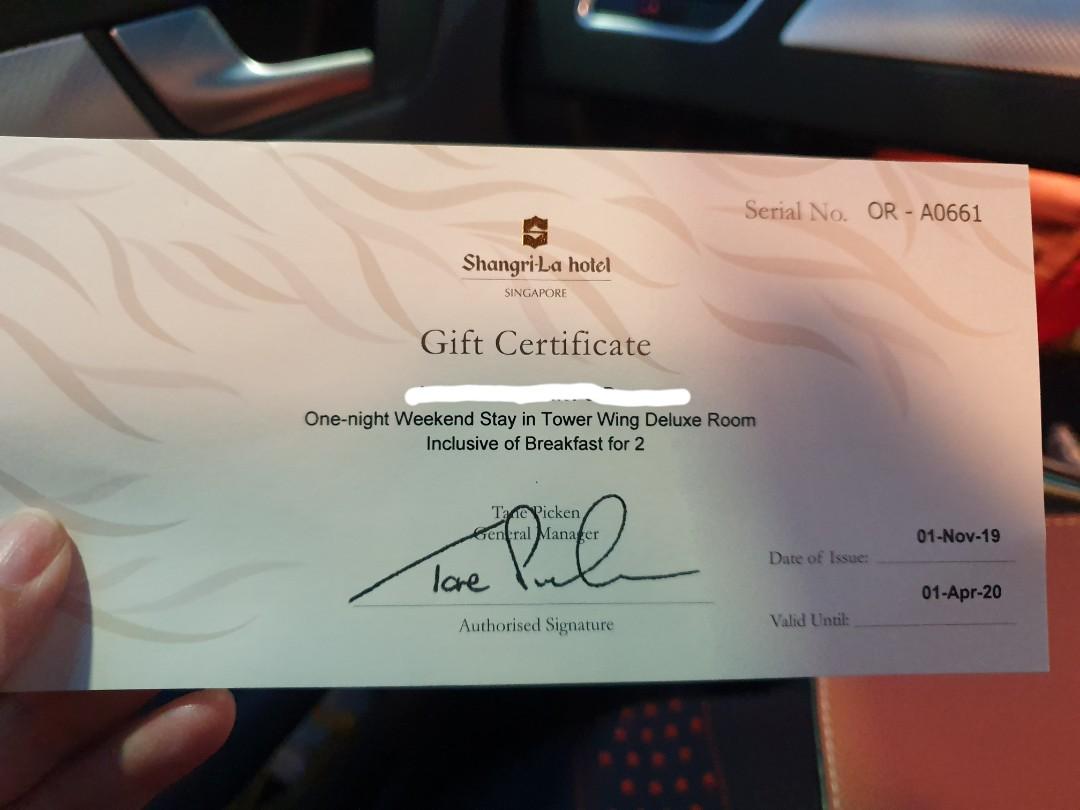 Serial No. OR - A0661
Shangri-La hotel
SINGAPORE
Gift Certificate
One-night Weekend Stay in Tower Wing Deluxe Room
Inclusive of Breakfast for 2
Tane Picken
General Manager
Authorised Signature
01-Nov-19
Date of Issue:
01-Apr-20
Valid Until: